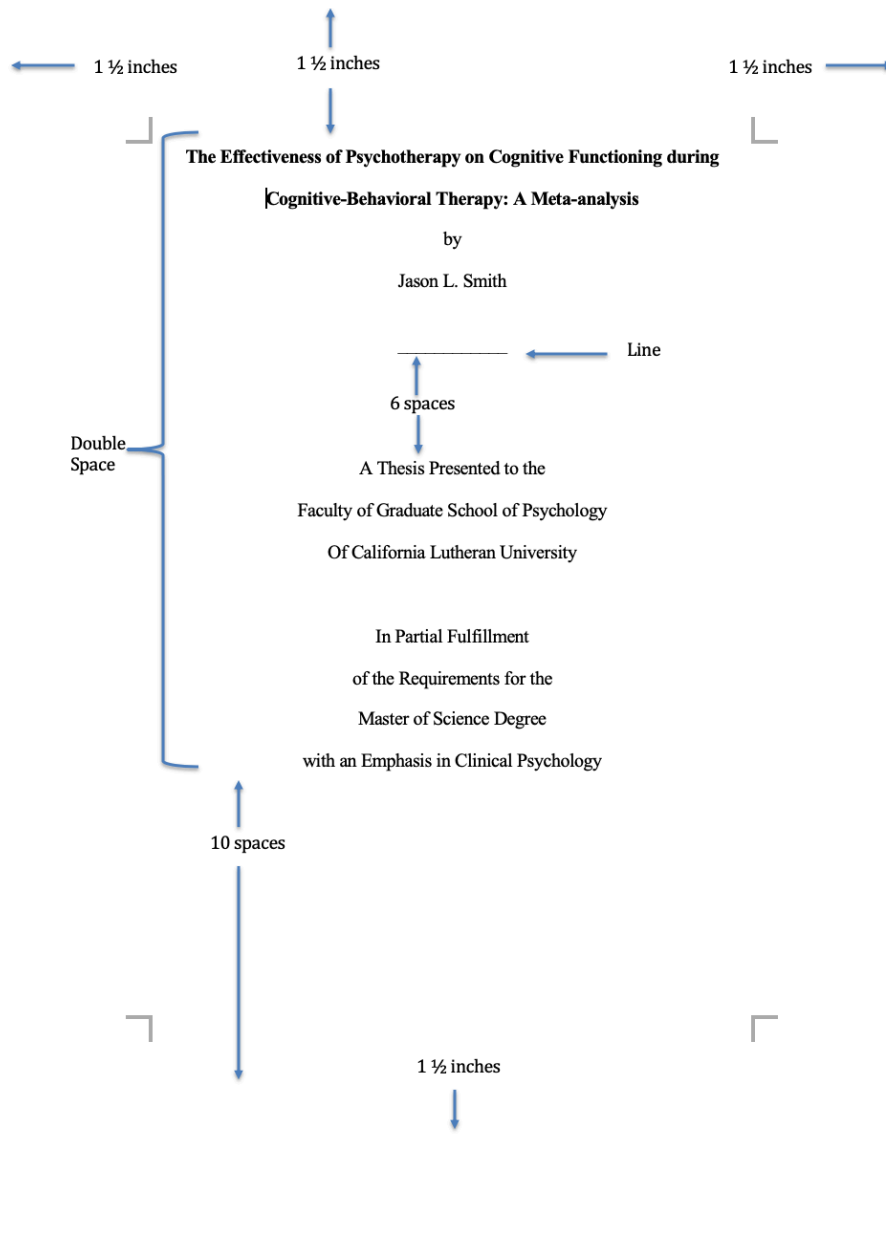 1 ½ inches
1 ½ inches
1 ½ inches
The Effectiveness of Psychotherapy on Cognitive Functioning during
Cognitive-Behavioral Therapy: A Meta-analysis
by
Jason L. Smith
Line
6 spaces
Double
Space
A Thesis Presented to the
Faculty of Graduate School of Psychology
Of California Lutheran University
In Partial Fulfillment
of the Requirements for the
Master of Science Degree
with an Emphasis in Clinical Psychology
10 spaces
1 ½ inches